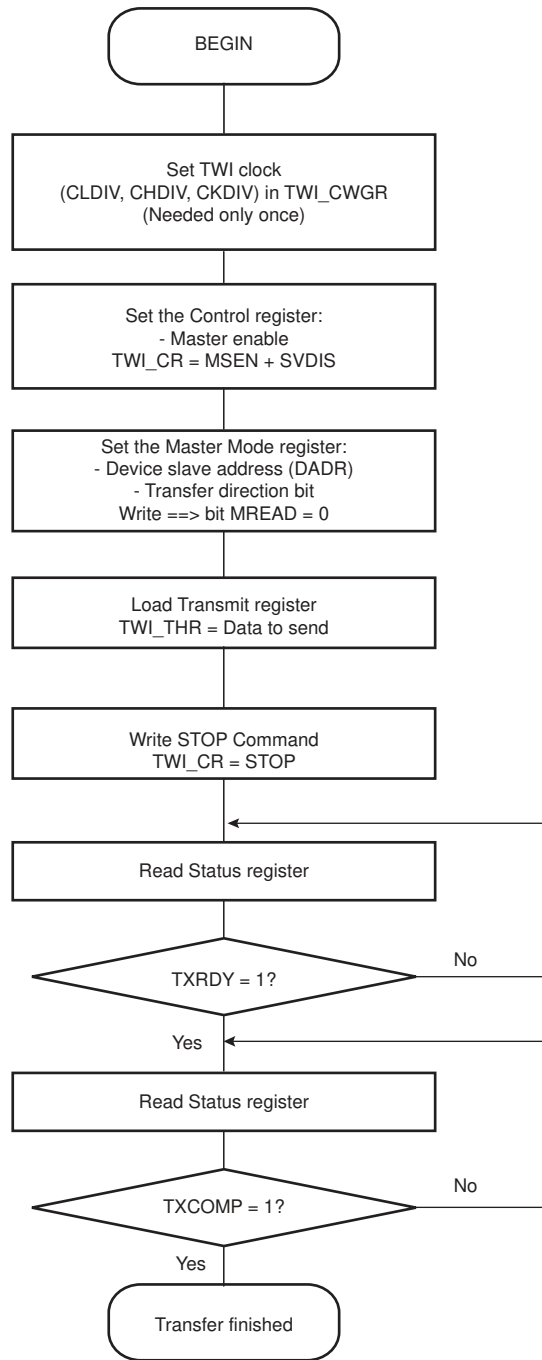 BEGIN
Set TWI clock
(CLDIV, CHDIV, CKDIV) in TWI_CWGR
(Needed only once)
Set the Control register:
- Master enable
TWI_CR = MSEN + SVDIS
Set the Master Mode register:
- Device slave address (DADR)
- Transfer direction bit
Write ==> bit MREAD = 0
Load Transmit register
TWI_THR = Data to send
Write STOP Command
TWI_CR = STOP
Read Status register
TXRDY = 1?
No
Yes
Read Status register
TXCOMP = 1?
No
Yes
Transfer finished